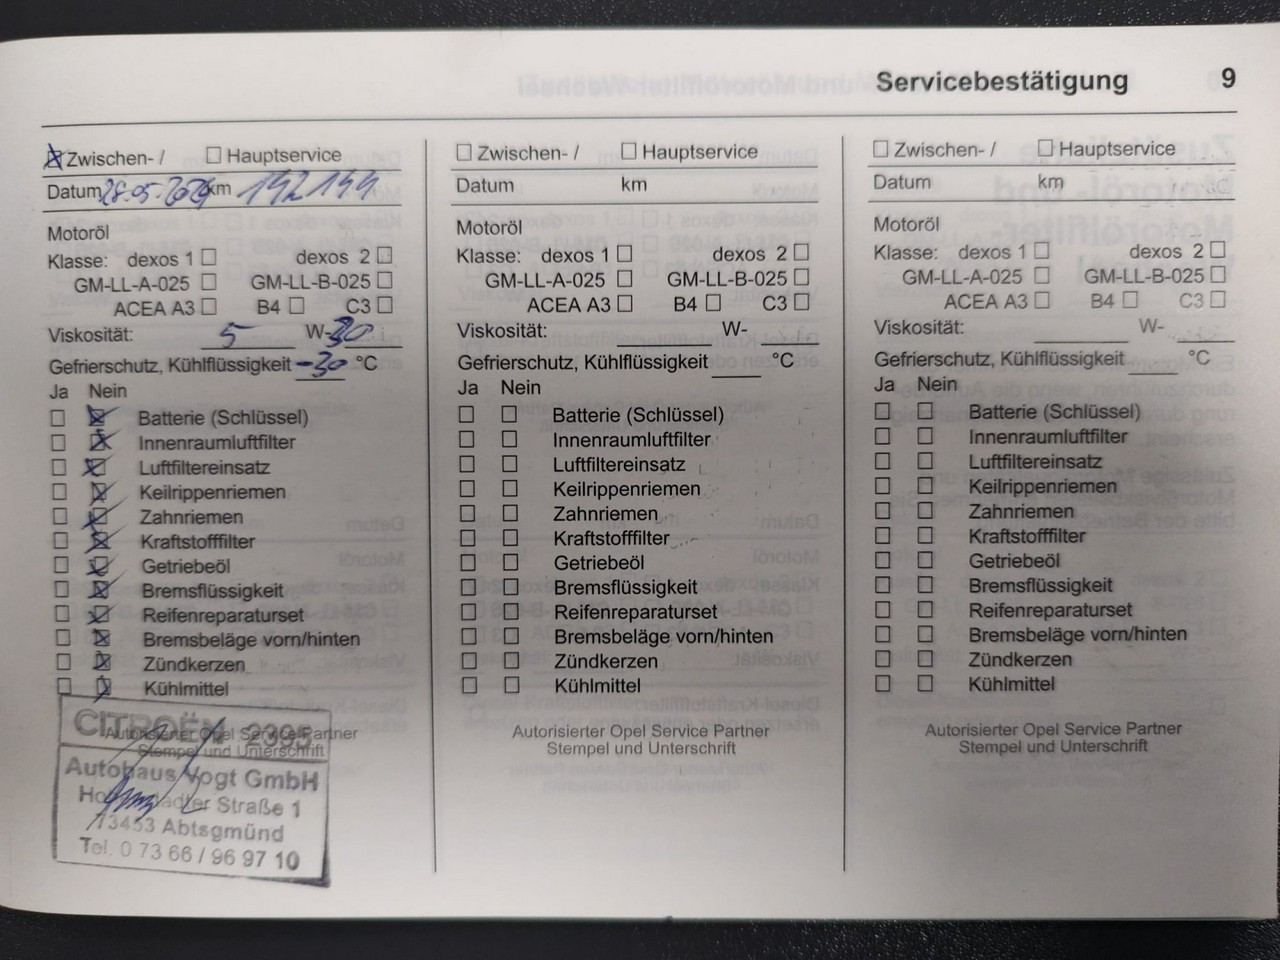 Servicebestätigung 9
Zwischen- / Hauptservice
Datum 28.05. km 192144
Motoröl
Klasse: dexos 1 dexos 2
GM-LL-A-025 GM-LL-B-025
ACEA A3 B4 C3
Viskosität: 5 W-30
Gefrierschutz, Kühlflüssigkeit -30 °C
Ja Nein
Batterie (Schlüssel)
Innenraumluftfilter
Luftfiltereinsatz
Keilrippenriemen
Zahnriemen
Kraftstofffilter
Getriebeöl
Bremsflüssigkeit
Reifenreparaturset
Bremsbeläge vorn/hinten
Zündkerzen
Kühlmittel
Autorisierter Opel Service Partner
Stempel und Unterschrift
CITROËN 2395
Autohaus Vogt GmbH
Straße 1
73453 Abtsgmünd
Tel. 0 73 66 / 96 97 10
Zwischen- / Hauptservice
Datum km
Motoröl
Klasse: dexos 1 dexos 2
GM-LL-A-025 GM-LL-B-025
ACEA A3 B4 C3
Viskosität: W-
Gefrierschutz, Kühlflüssigkeit °C
Ja Nein
Batterie (Schlüssel)
Innenraumluftfilter
Luftfiltereinsatz
Keilrippenriemen
Zahnriemen
Kraftstofffilter
Getriebeöl
Bremsflüssigkeit
Reifenreparaturset
Bremsbeläge vorn/hinten
Zündkerzen
Kühlmittel
Autorisierter Opel Service Partner
Stempel und Unterschrift
Zwischen- / Hauptservice
Datum km
Motoröl
Klasse: dexos 1 dexos 2
GM-LL-A-025 GM-LL-B-025
ACEA A3 B4 C3
Viskosität: W-
Gefrierschutz, Kühlflüssigkeit °C
Ja Nein
Batterie (Schlüssel)
Innenraumluftfilter
Luftfiltereinsatz
Keilrippenriemen
Zahnriemen
Kraftstofffilter
Getriebeöl
Bremsflüssigkeit
Reifenreparaturset
Bremsbeläge vorn/hinten
Zündkerzen
Kühlmittel
Autorisierter Opel Service Partner
Stempel und Unterschrift